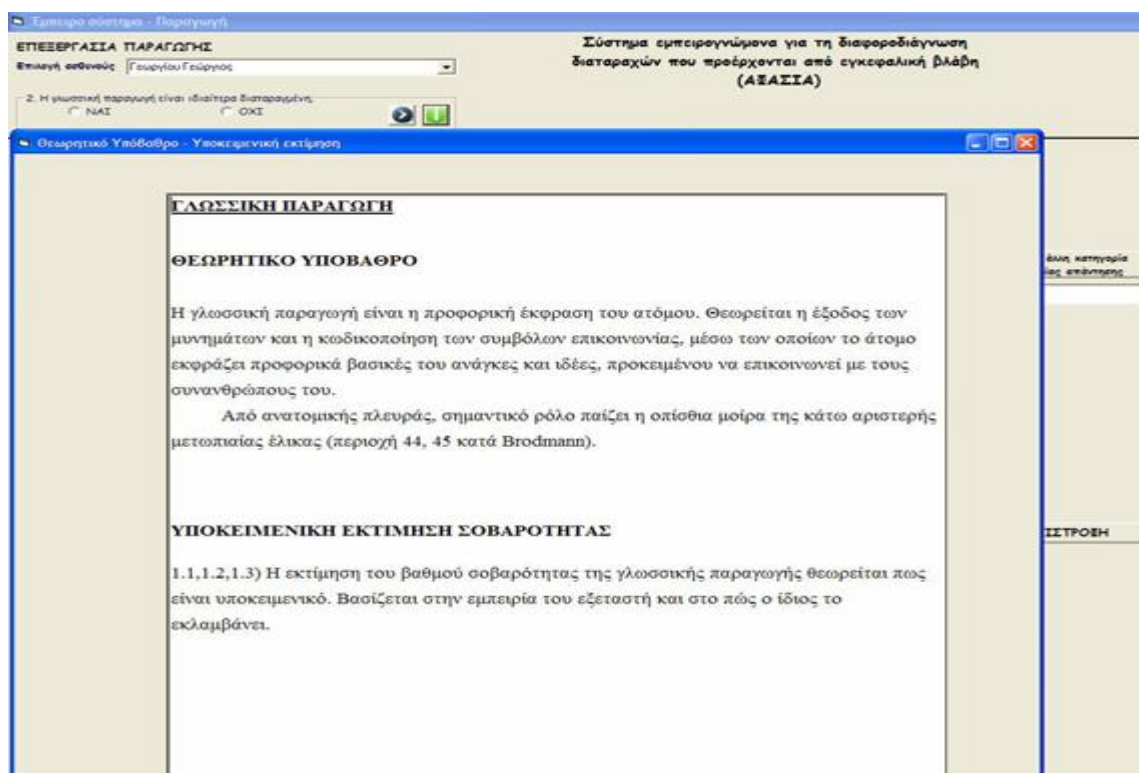 Έμπειρο σύστημα - Παραγωγή
ΕΠΕΞΕΡΓΑΣΙΑ ΠΑΡΑΓΩΓΗΣ
Επιλογή ασθενούς Γεωργίου Γεώργιος
Σύστημα εμπειρογνώμονα για τη διαφοροδιάγνωση
διαταραχών που προέρχονται από εγκεφαλική βλάβη
(ΑΦΑΣΙΑ)
2. Η γλωσσική παραγωγή είναι ιδιαίτερα διαταραγμένη;
ΝΑΙ ΟΧΙ
Θεωρητικό Υπόβαθρο - Υποκειμενική εκτίμηση
ΓΛΩΣΣΙΚΗ ΠΑΡΑΓΩΓΗ
ΘΕΩΡΗΤΙΚΟ ΥΠΟΒΑΘΡΟ
Η γλωσσική παραγωγή είναι η προφορική έκφραση του ατόμου. Θεωρείται η έξοδος των
μυνημάτων και η κωδικοποίηση των συμβόλων επικοινωνίας, μέσω των οποίων το άτομο
εκφράζει προφορικά βασικές του ανάγκες και ιδέες, προκειμένου να επικοινωνεί με τους
συνανθρώπους του.
Από ανατομικής πλευράς, σημαντικό ρόλο παίζει η οπίσθια μοίρα της κάτω αριστερής
μετωπιαίας έλικας (περιοχή 44, 45 κατά Brodmann).
ΥΠΟΚΕΙΜΕΝΙΚΗ ΕΚΤΙΜΗΣΗ ΣΟΒΑΡΟΤΗΤΑΣ
1.1,1.2,1.3) Η εκτίμηση του βαθμού σοβαρότητας της γλωσσικής παραγωγής θεωρείται πως
είναι υποκειμενικό. Βασίζεται στην εμπειρία του εξεταστή και στο πώς ο ίδιος το
εκλαμβάνει.
άλλη κατηγορία
ίας απάντησης
ΙΣΤΡΟΦΗ